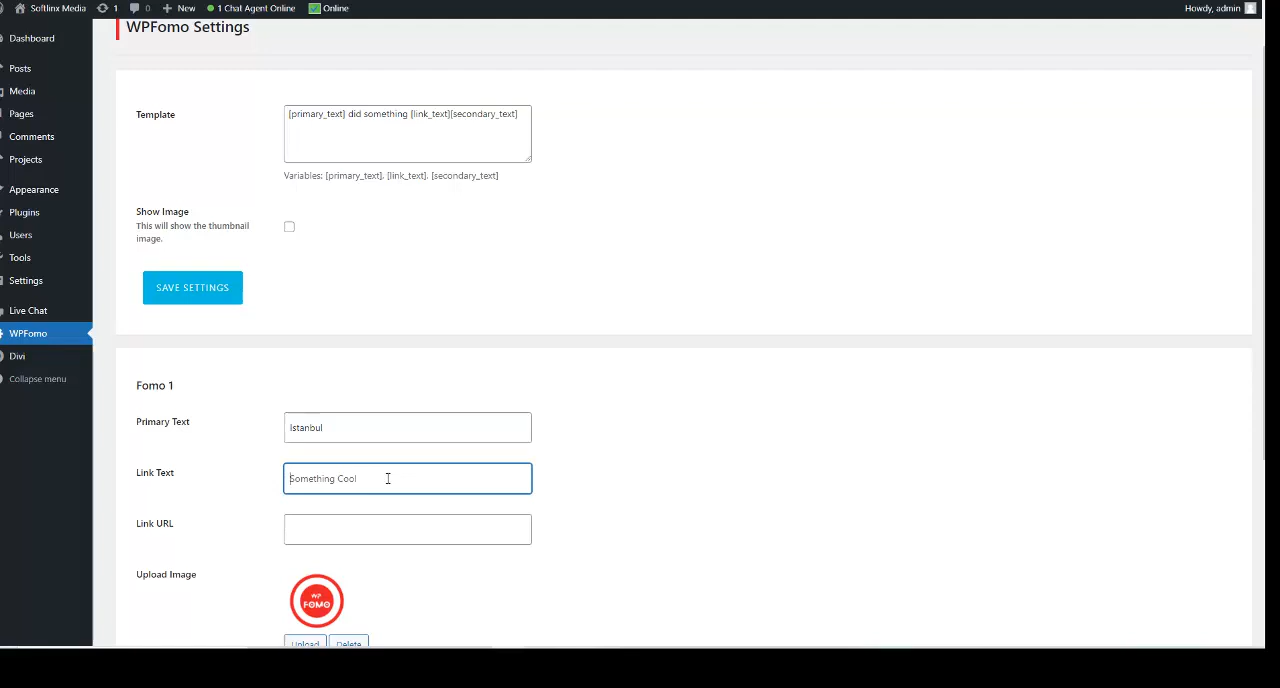 Softlinx Media 1 0 New 1 Chat Agent Online Online Howdy, admin
WPFomo Settings
Dashboard
Posts
Media
Pages
Comments
Projects
Appearance
Plugins
Users
Tools
Settings
Live Chat
WPFomo
Divi
Collapse menu
Template
[primary_text] did something [link_text][secondary_text]
Variables: [primary_text], [link_text], [secondary_text]
Show Image
This will show the thumbnail
image.
SAVE SETTINGS
Fomo 1
Primary Text
Istanbul
Link Text
Something Cool
Link URL
Upload Image
WP
FOMO
Upload Delete